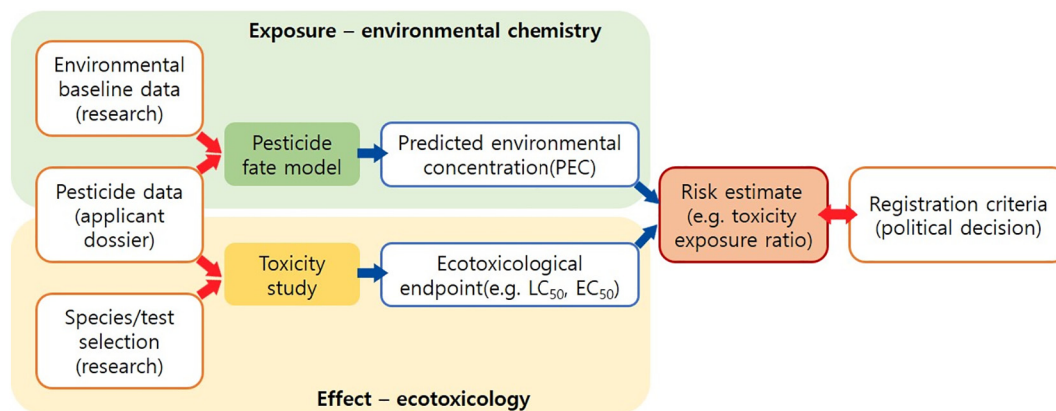 Exposure – environmental chemistry
Environmental
baseline data
(research)
Pesticide
fate model
Predicted environmental
concentration(PEC)
Pesticide data
(applicant
dossier)
Risk estimate
(e.g. toxicity
exposure ratio)
Registration criteria
(political decision)
Toxicity
study
Ecotoxicological
endpoint(e.g. LC₅₀, EC₅₀)
Species/test
selection
(research)
Effect – ecotoxicology